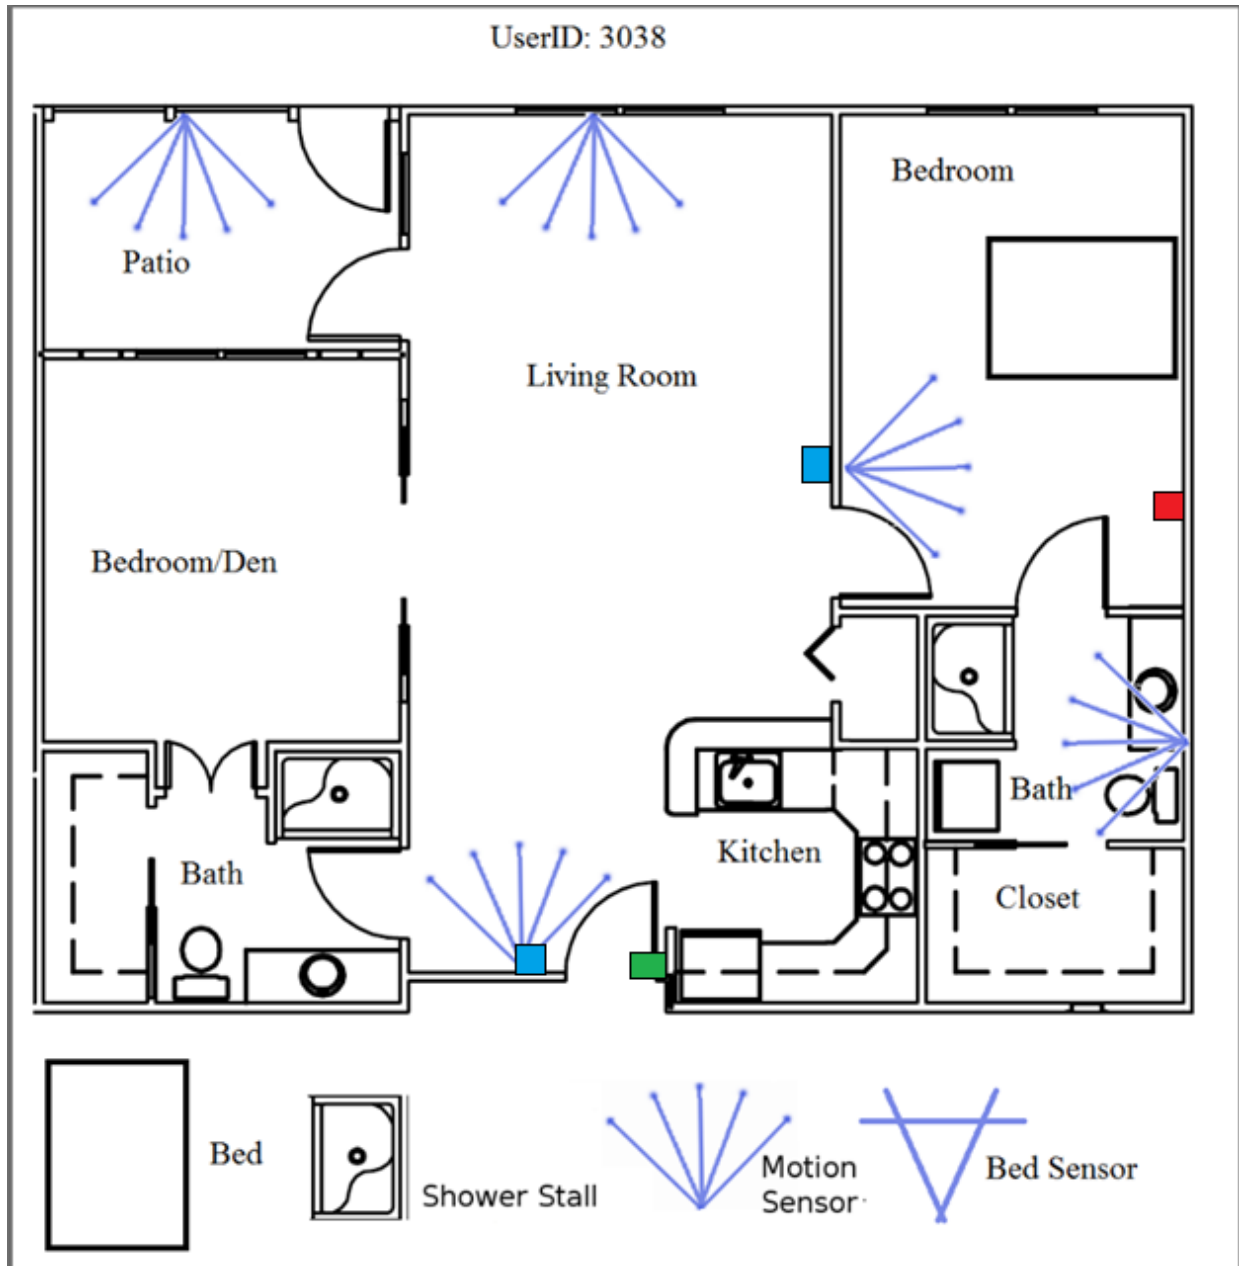 UserID: 3038
Bedroom
Patio
Living Room
Bedroom/Den
Bath
Kitchen
Bath
Closet
Bed
Shower Stall
Motion
Sensor
Bed Sensor